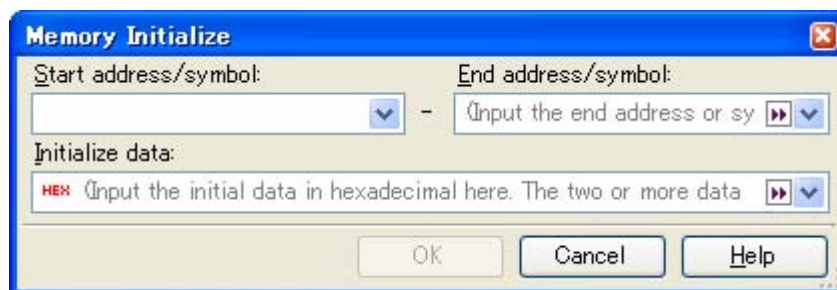 Memory Initialize
Start address/symbol: End address/symbol:
- (Input the end address or sy
Initialize data:
HEX (Input the initial data in hexadecimal here. The two or more data
OK Cancel Help